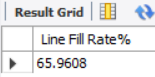 Result Grid
Line Fill Rate%
65.9608